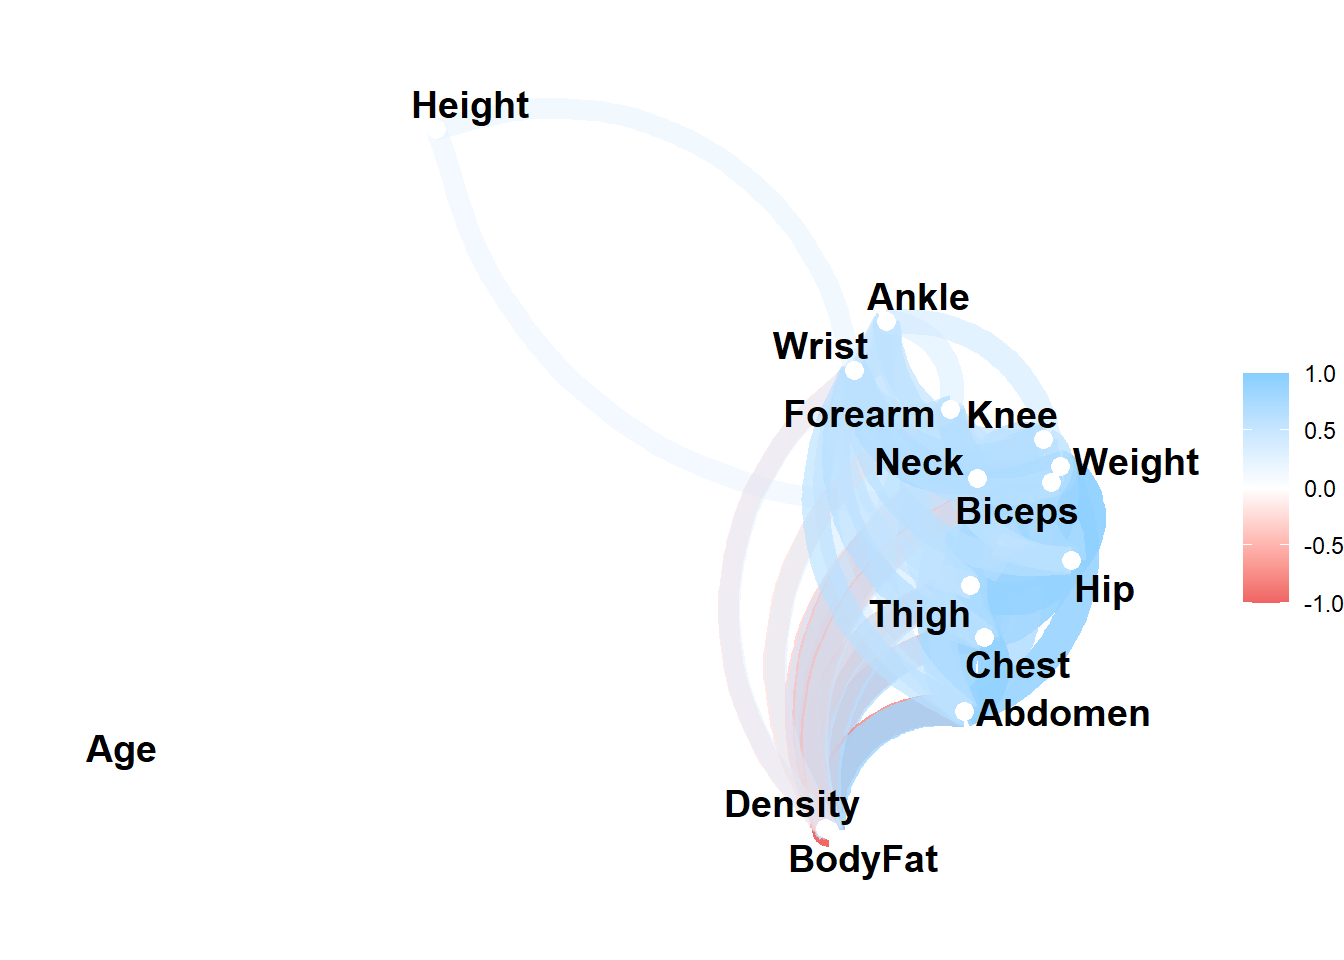 Height
Ankle
Wrist
Forearm
Knee
Neck
Weight
Biceps
Hip
Thigh
Chest
Abdomen
Age
Density
BodyFat
1.0
0.5
0.0
-0.5
-1.0